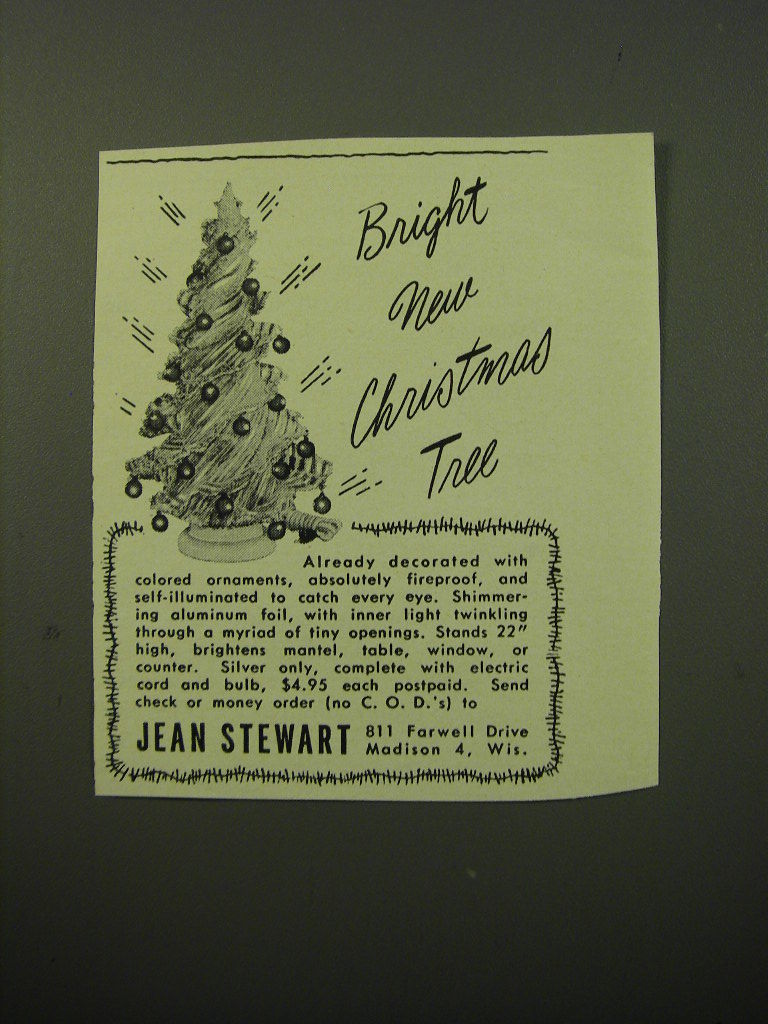 Bright
New
Christmas
Tree
Already decorated with
colored ornaments, absolutely fireproof, and
self-illuminated to catch every eye. Shimmer-
ing aluminum foil, with inner light twinkling
through a myriad of tiny openings. Stands 22"
high, brightens mantel, table, window, or
counter. Silver only, complete with electric
cord and bulb, $4.95 each postpaid. Send
check or money order (no C. O. D.'s) to
JEAN STEWART 811 Farwell Drive
Madison 4, Wis.